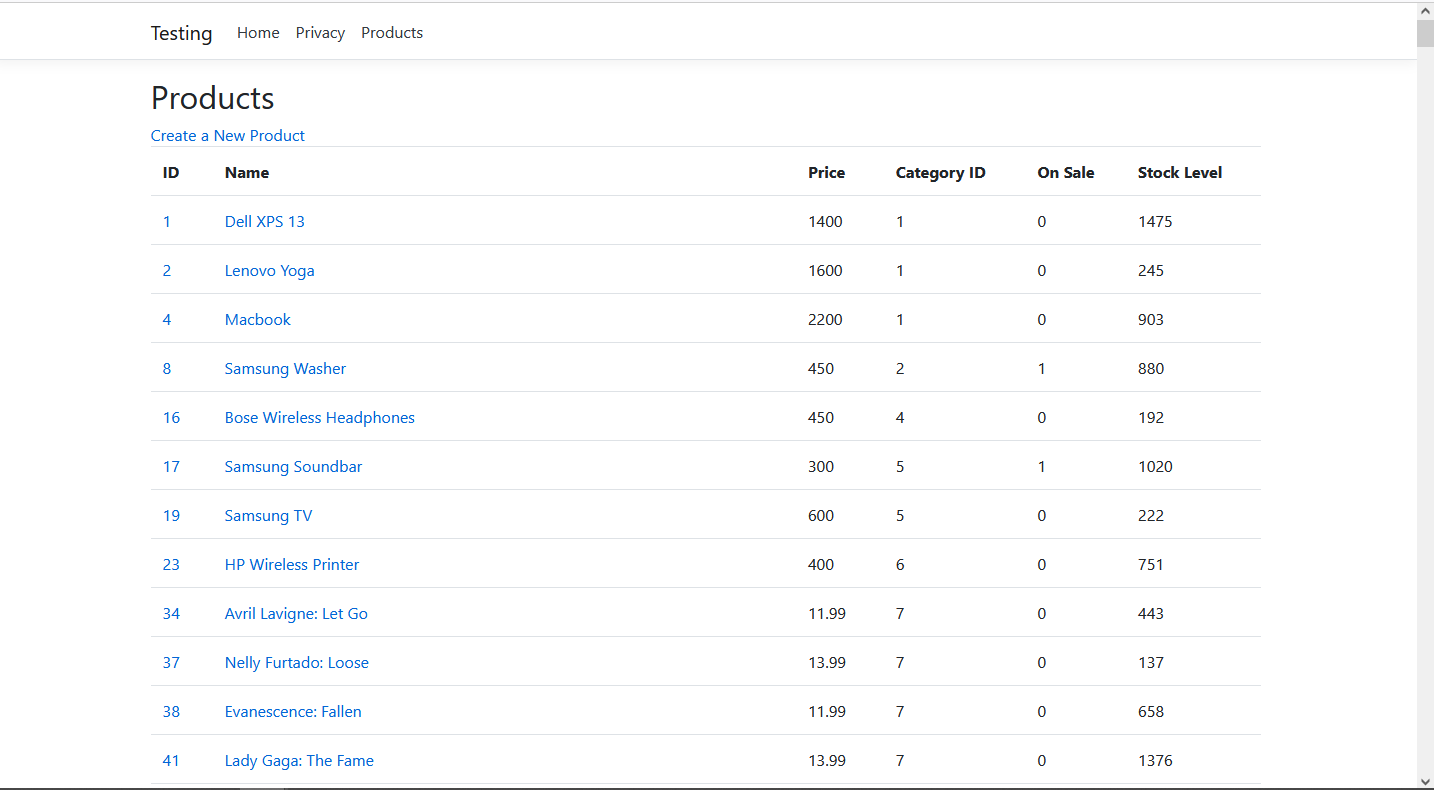 Testing Home Privacy Products
Products
Create a New Product
ID Name Price Category ID On Sale Stock Level
1 Dell XPS 13 1400 1 0 1475
2 Lenovo Yoga 1600 1 0 245
4 Macbook 2200 1 0 903
8 Samsung Washer 450 2 1 880
16 Bose Wireless Headphones 450 4 0 192
17 Samsung Soundbar 300 5 1 1020
19 Samsung TV 600 5 0 222
23 HP Wireless Printer 400 6 0 751
34 Avril Lavigne: Let Go 11.99 7 0 443
37 Nelly Furtado: Loose 13.99 7 0 137
38 Evanescence: Fallen 11.99 7 0 658
41 Lady Gaga: The Fame 13.99 7 0 1376